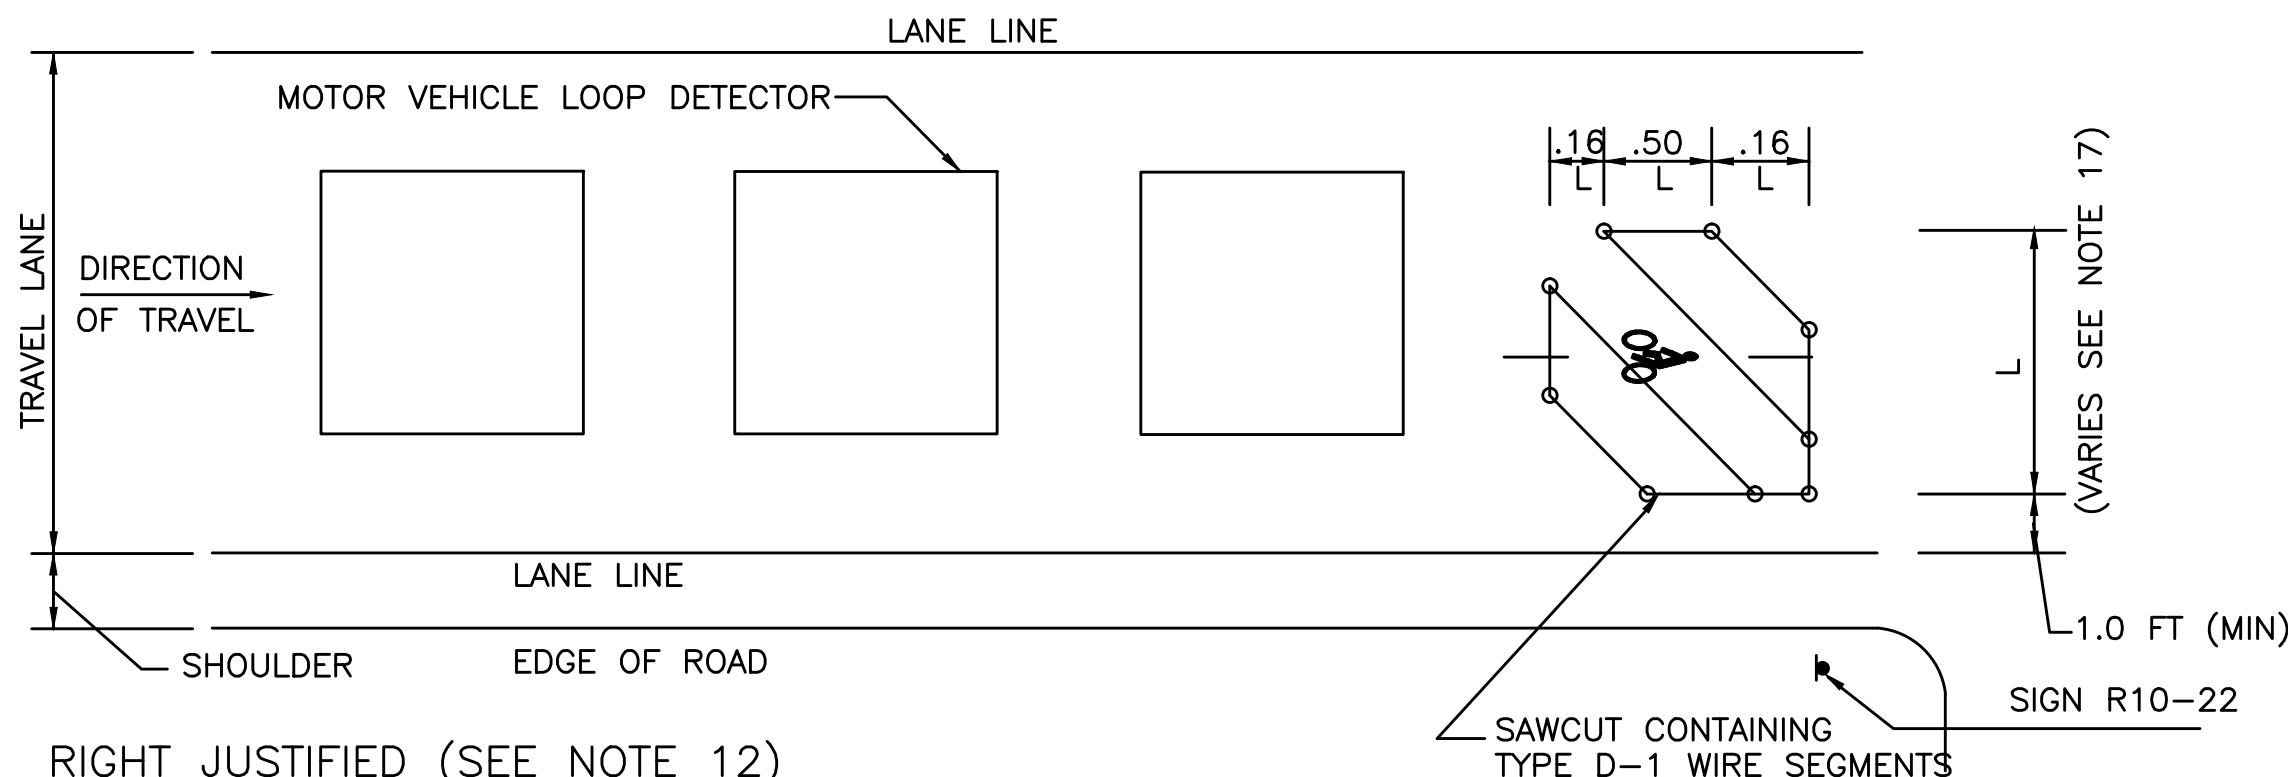 LANE LINE
MOTOR VEHICLE LOOP DETECTOR
.16 .50 .16
L L L
TRAVEL LANE
DIRECTION
OF TRAVEL
L
(VARIES SEE NOTE 17)
LANE LINE
1.0 FT (MIN)
SHOULDER
EDGE OF ROAD
SIGN R10-22
SAWCUT CONTAINING
TYPE D-1 WIRE SEGMENTS
RIGHT JUSTIFIED (SEE NOTE 12)